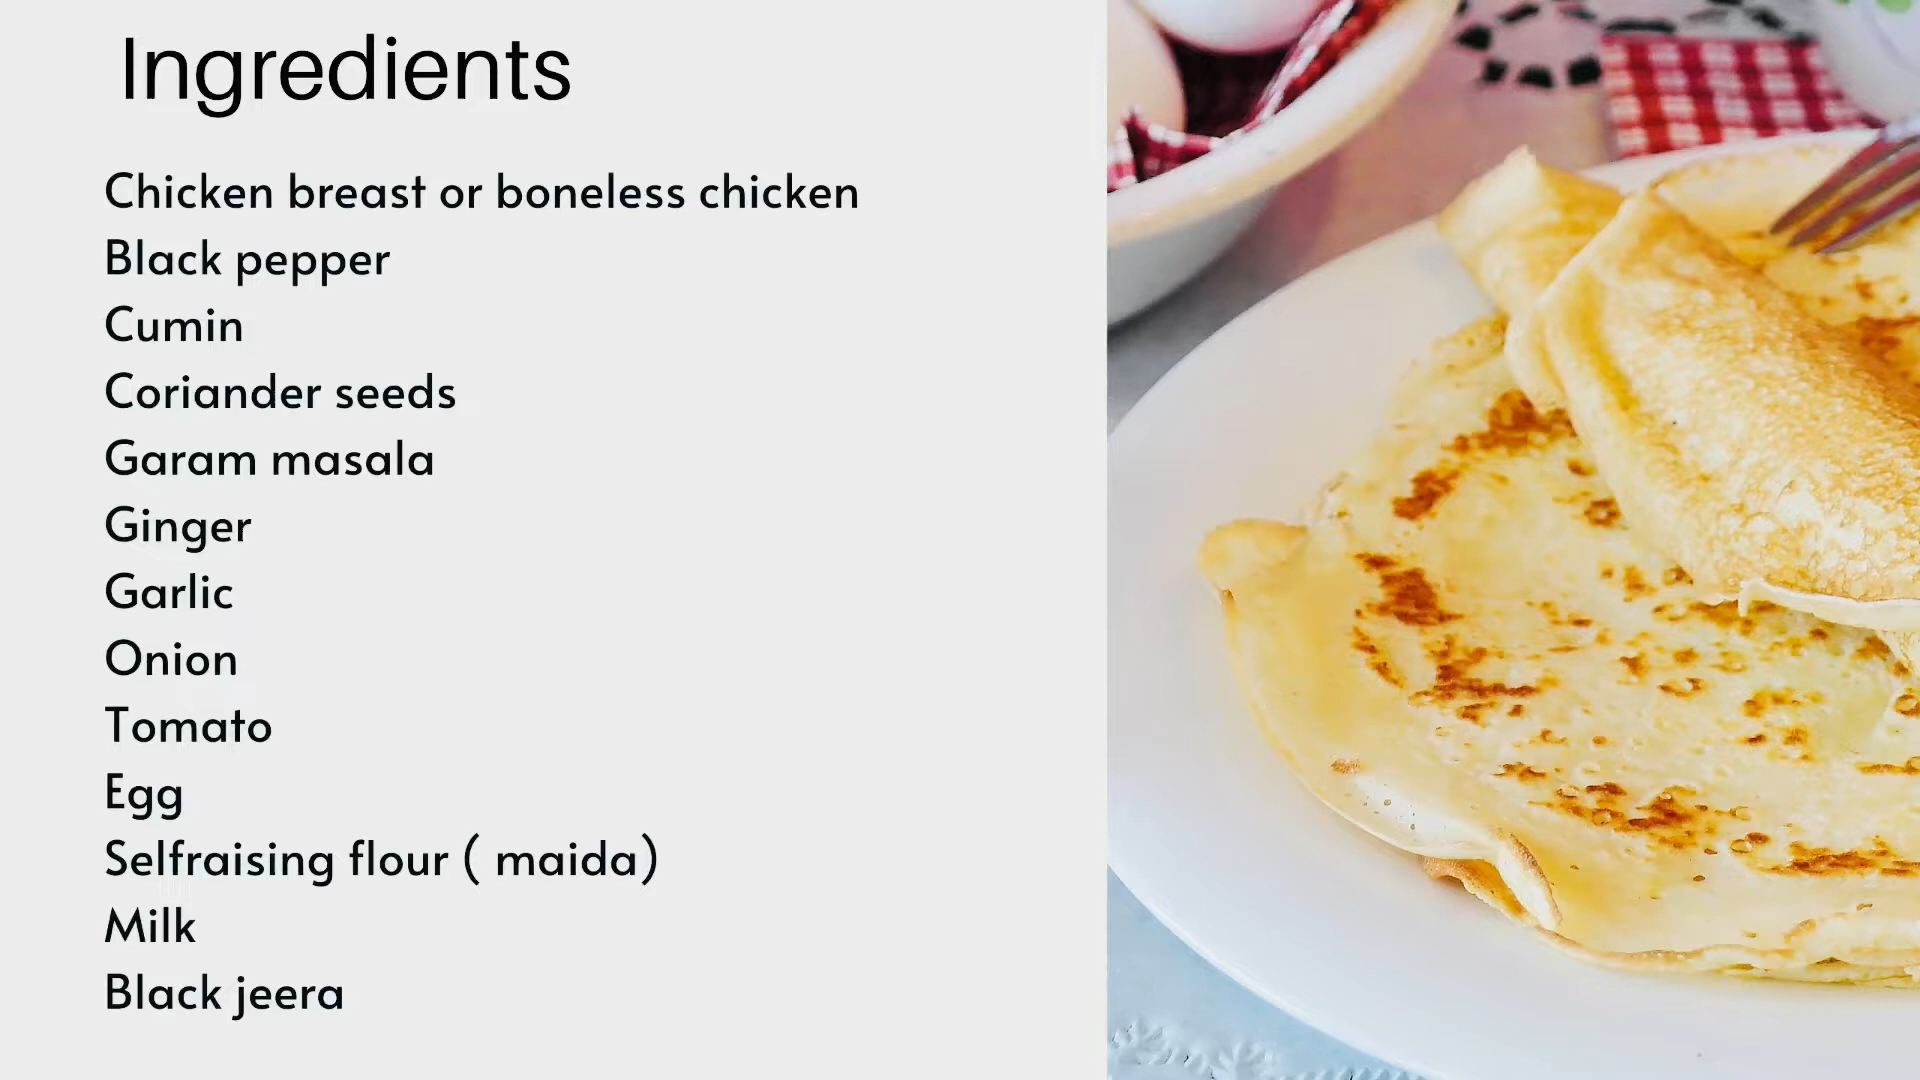 Ingredients
Chicken breast or boneless chicken
Black pepper
Cumin
Coriander seeds
Garam masala
Ginger
Garlic
Onion
Tomato
Egg
Selfraising flour ( maida)
Milk
Black jeera